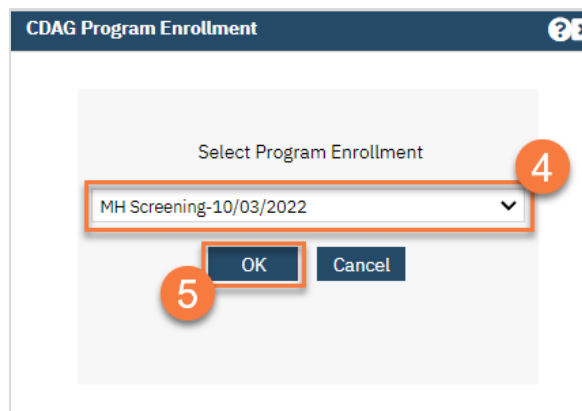 CDAG Program Enrollment ?
Select Program Enrollment
4
MH Screening-10/03/2022
OK Cancel
5